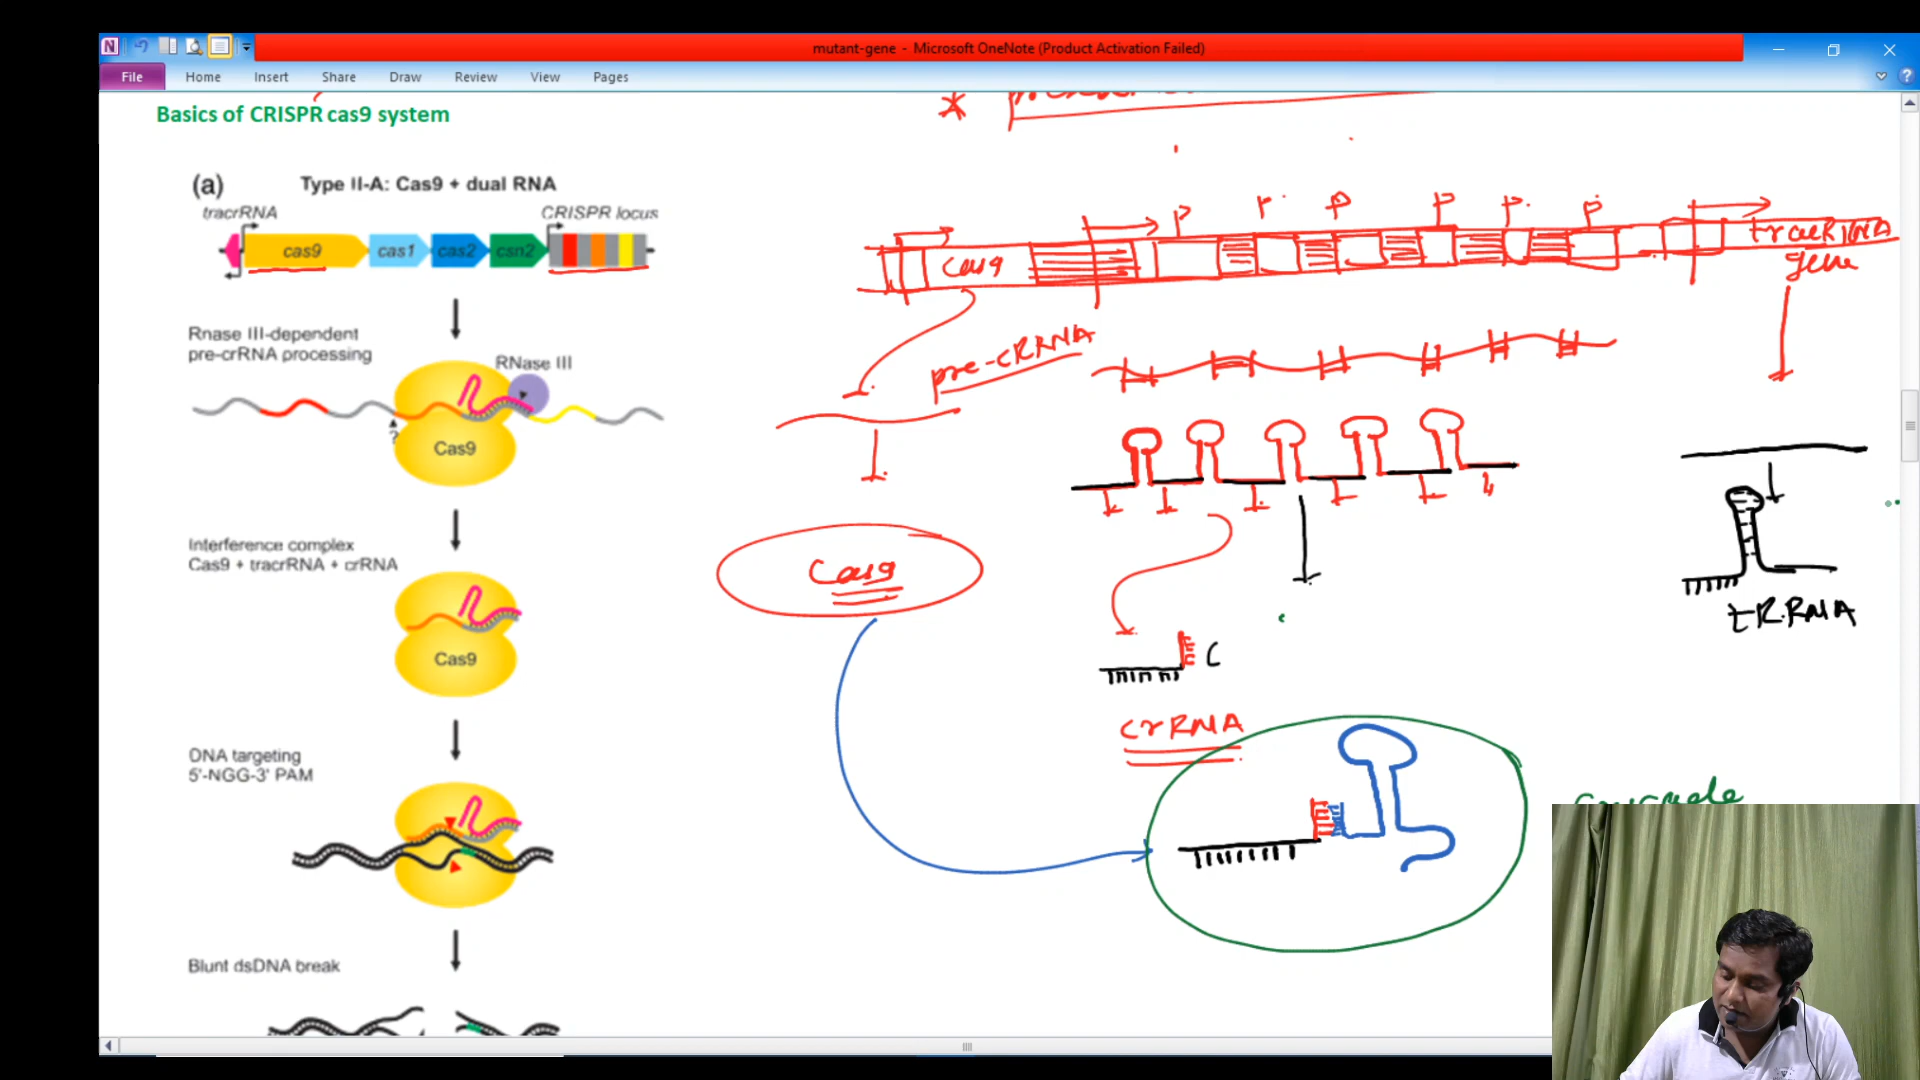 mutant-gene - Microsoft OneNote (Product Activation Failed)
File Home Insert Share Draw Review View Pages
Basics of CRISPR cas9 system
*
(a) Type II-A: Cas9 + dual RNA
tracrRNA CRISPR locus
cas9 cas1 cas2 csn2
Rnase III-dependent
pre-crRNA processing
RNase III
?
Cas9
Interference complex
Cas9 + tracrRNA + crRNA
Cas9
DNA targeting
5'-NGG-3' PAM
Blunt dsDNA break
P P P P P P
cas9
gene
pre-crRNA
Cas9
C
crRNA
tRRNA